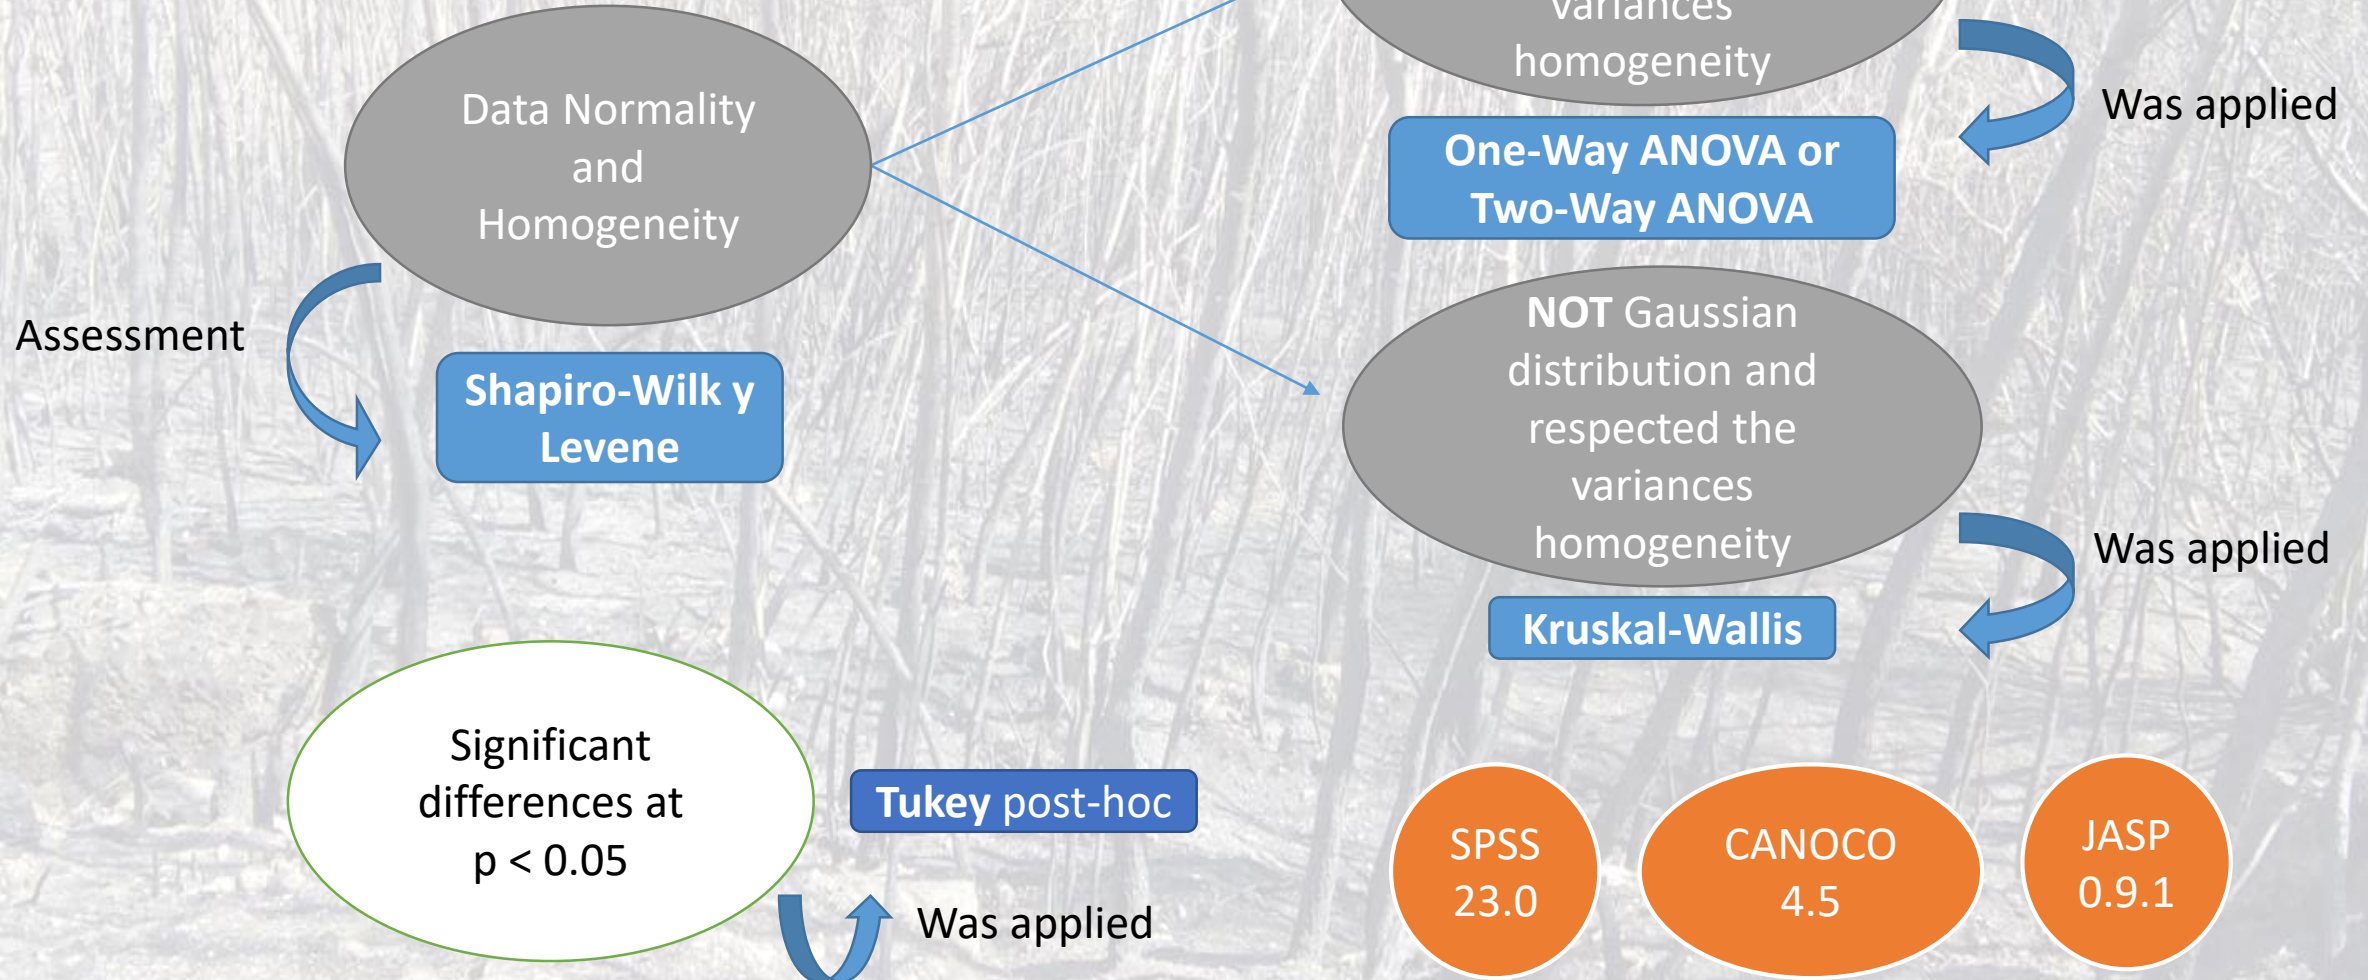 variances
homogeneity
Was applied
One-Way ANOVA or
Two-Way ANOVA
Data Normality
and
Homogeneity
Assessment
Shapiro-Wilk y
Levene
NOT Gaussian
distribution and
respected the
variances
homogeneity
Was applied
Kruskal-Wallis
Significant
differences at
p < 0.05
Tukey post-hoc
Was applied
SPSS
23.0
CANOCO
4.5
JASP
0.9.1